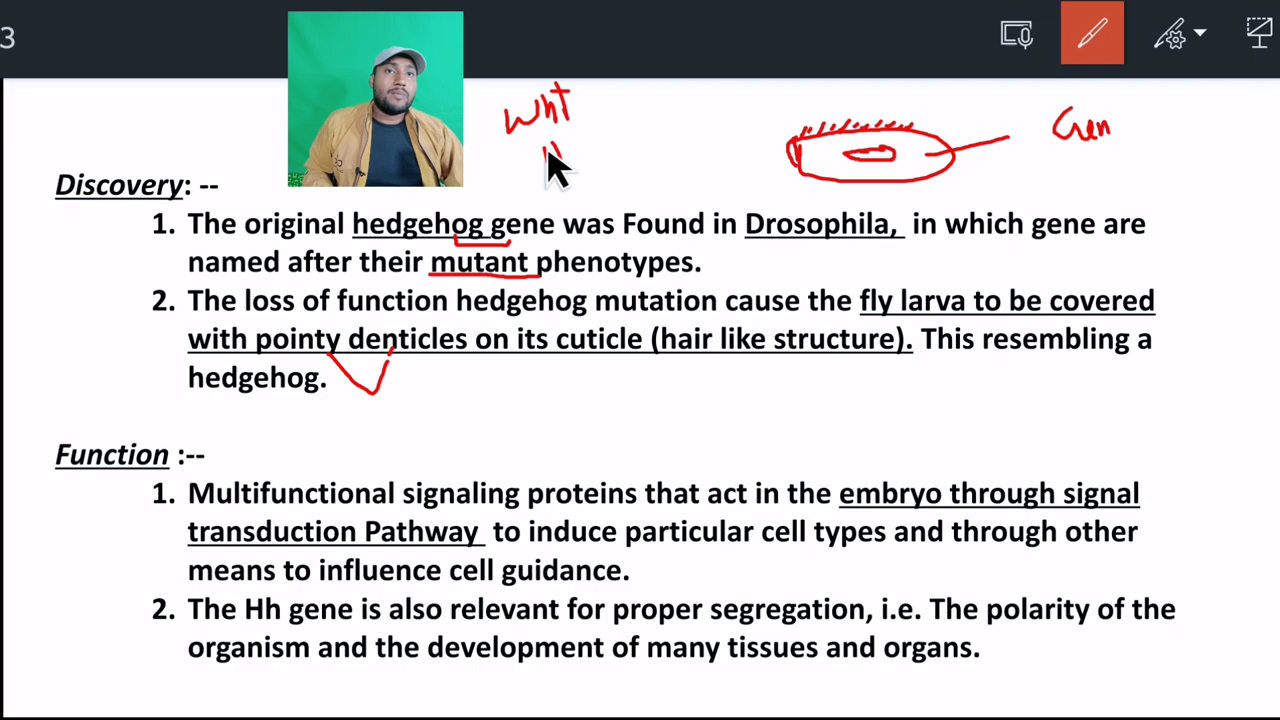 3
Wht
Gen
Discovery: --
1. The original hedgehog gene was Found in Drosophila, in which gene are
named after their mutant phenotypes.
2. The loss of function hedgehog mutation cause the fly larva to be covered
with pointy denticles on its cuticle (hair like structure). This resembling a
hedgehog.
Function :--
1. Multifunctional signaling proteins that act in the embryo through signal
transduction Pathway to induce particular cell types and through other
means to influence cell guidance.
2. The Hh gene is also relevant for proper segregation, i.e. The polarity of the
organism and the development of many tissues and organs.